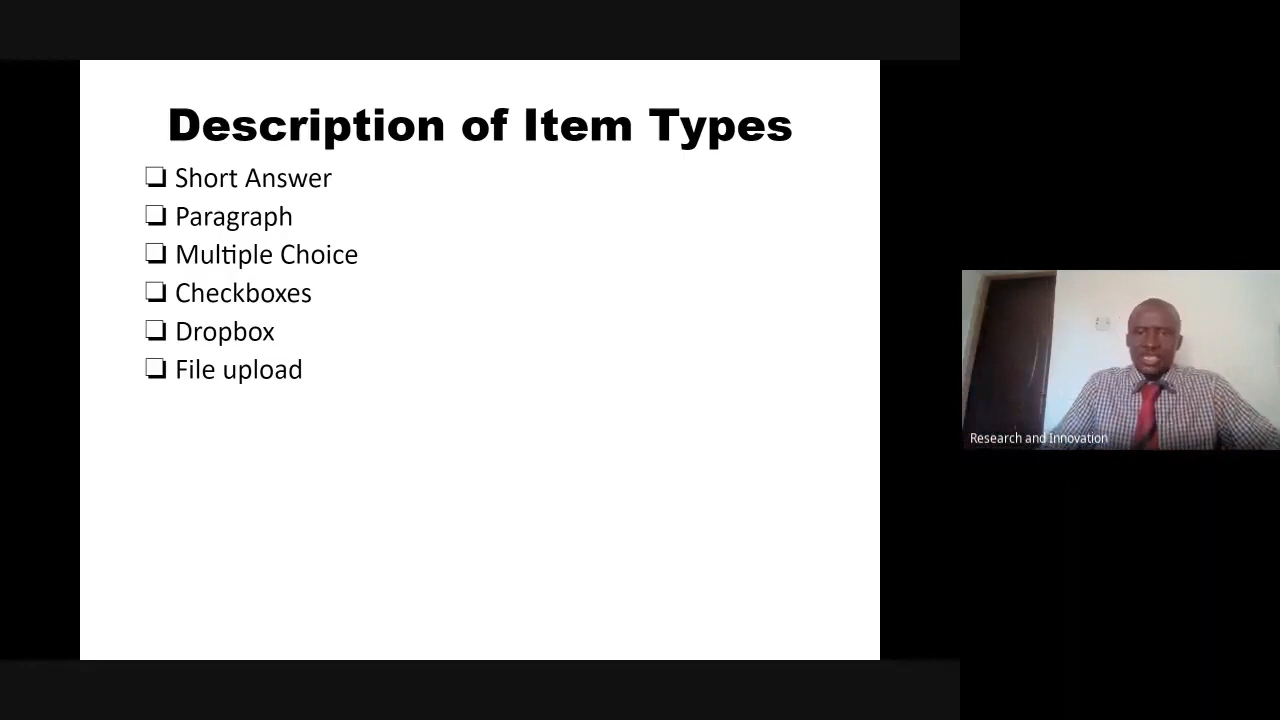 Description of Item Types
Short Answer
Paragraph
Multiple Choice
Checkboxes
Dropbox
File upload
Research and Innovation